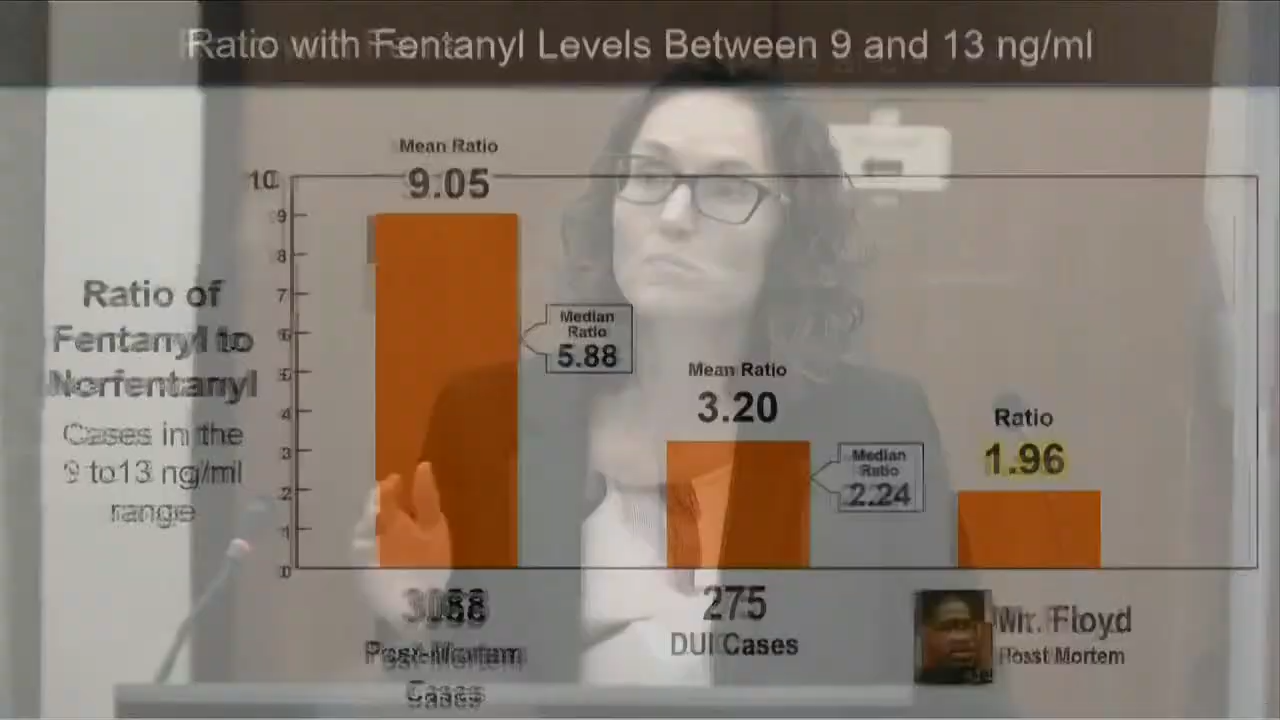 Ratio with Fentanyl Levels Between 9 and 13 ng/ml
Mean Ratio
9.05
10
9
8
7
6
5
4
3
2
1
0
Ratio of
Fentanyl to
Norfentanyl
Cases in the
9 to13 ng/ml
range
Median
Ratio
5.88
Mean Ratio
3.20
Median
Ratio
2.24
Ratio
1.96
Post-Mortem
Cases
275
DUI Cases
Mr. Floyd
Post Mortem